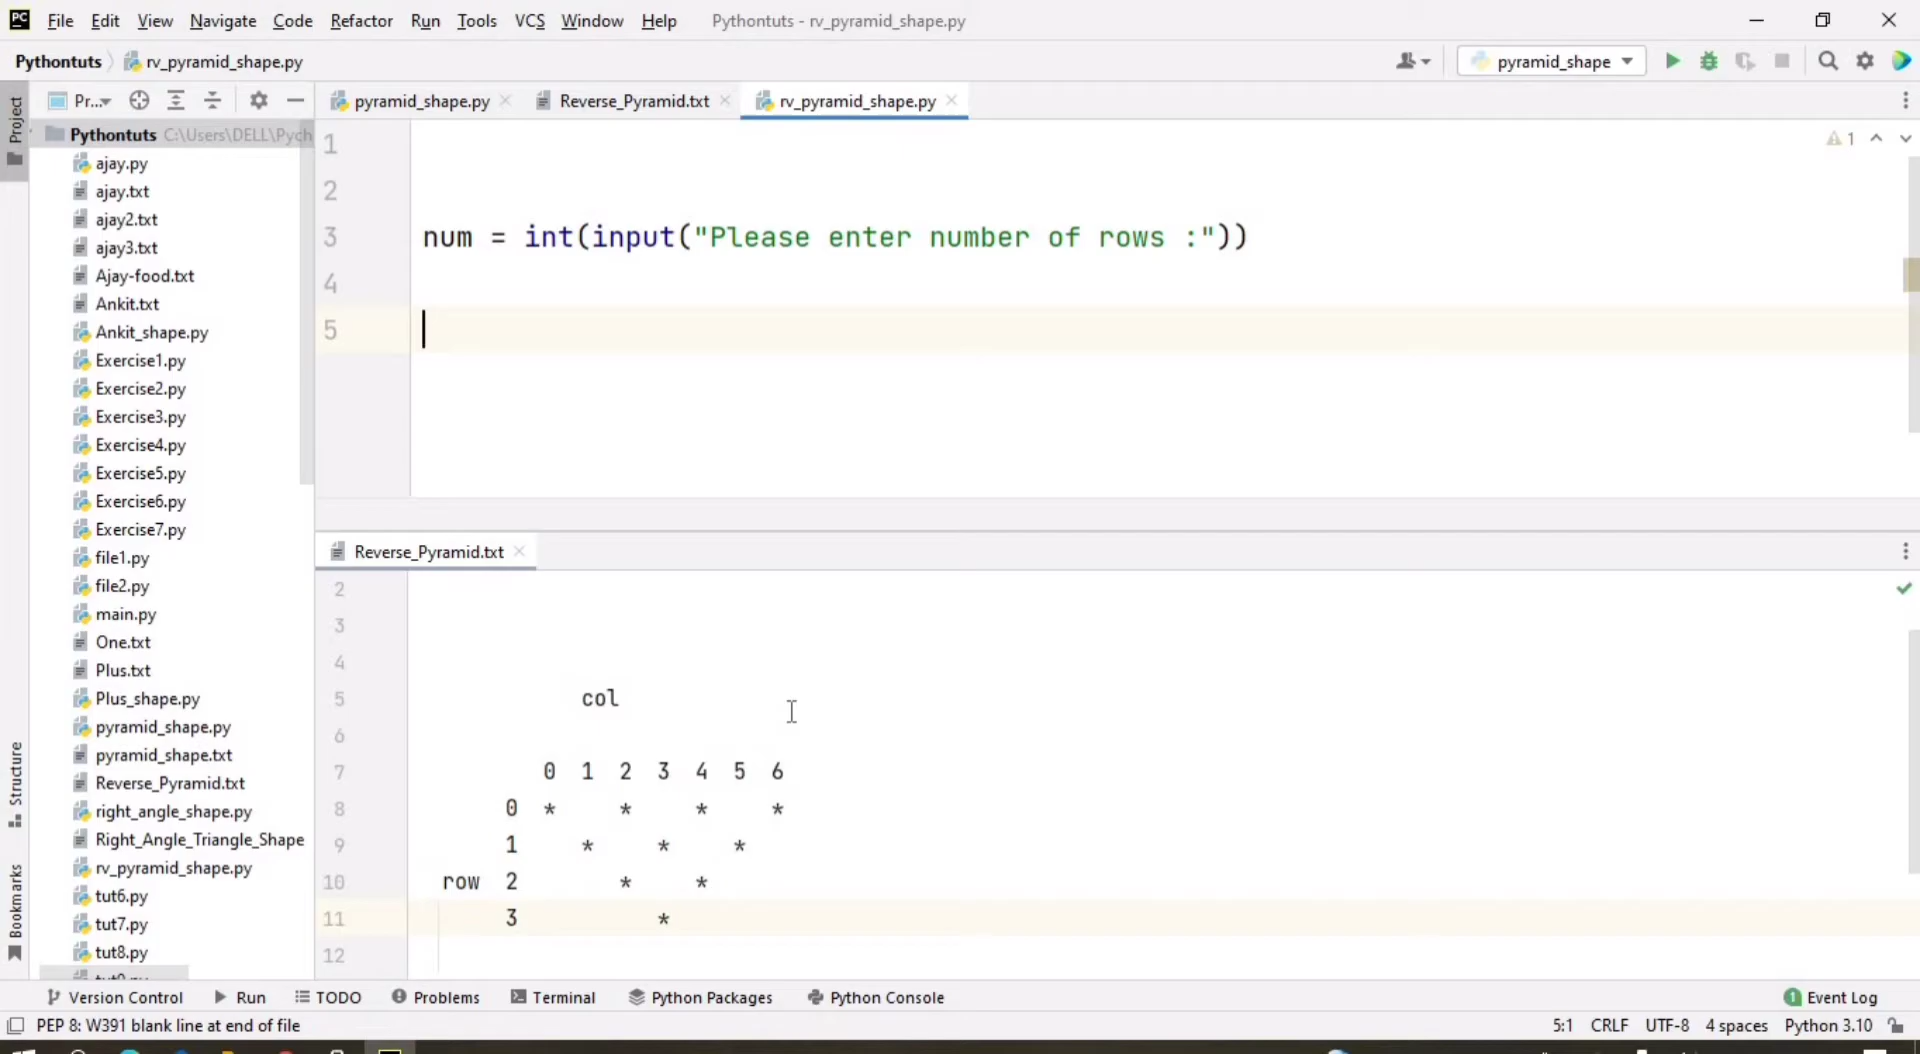 PC File Edit View Navigate Code Refactor Run Tools VCS Window Help Pythontuts - rv_pyramid_shape.py
Pythontuts rv_pyramid_shape.py pyramid_shape
Project
Pr... pyramid_shape.py Reverse_Pyramid.txt rv_pyramid_shape.py
Pythontuts C:\Users\DELL\Pych
ajay.py
ajay.txt
ajay2.txt
ajay3.txt
Ajay-food.txt
Ankit.txt
Ankit_shape.py
Exercise1.py
Exercise2.py
Exercise3.py
Exercise4.py
Exercise5.py
Exercise6.py
Exercise7.py
file1.py
file2.py
main.py
One.txt
Plus.txt
Plus_shape.py
pyramid_shape.py
pyramid_shape.txt
Reverse_Pyramid.txt
right_angle_shape.py
Right_Angle_Triangle_Shape
rv_pyramid_shape.py
tut6.py
tut7.py
tut8.py
Structure
Bookmarks
1
1
2
3 num = int(input("Please enter number of rows :"))
4
5
Reverse_Pyramid.txt
2
3
4
5 col
6
7 0 1 2 3 4 5 6
8 0 * * * *
9 1 * * *
10 row 2 * *
11 3 *
12
Version Control Run TODO Problems Terminal Python Packages Python Console 1 Event Log
PEP 8: W391 blank line at end of file 5:1 CRLF UTF-8 4 spaces Python 3.10